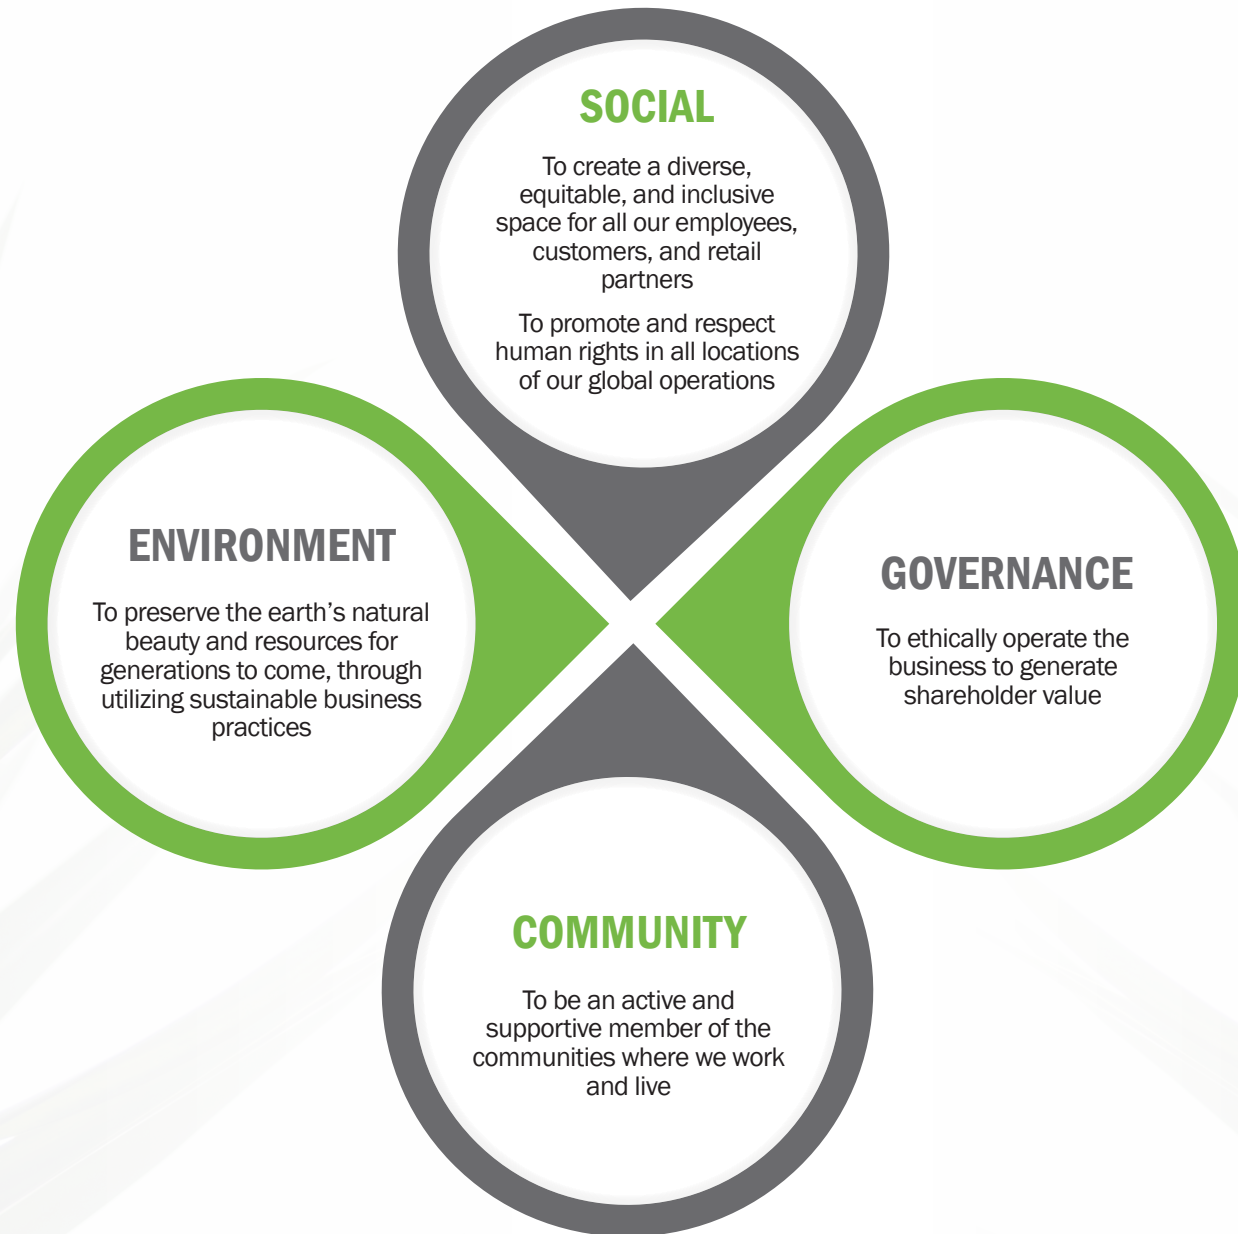 SOCIAL
To create a diverse,
equitable, and inclusive
space for all our employees,
customers, and retail
partners
To promote and respect
human rights in all locations
of our global operations
ENVIRONMENT
To preserve the earth’s natural
beauty and resources for
generations to come, through
utilizing sustainable business
practices
GOVERNANCE
To ethically operate the
business to generate
shareholder value
COMMUNITY
To be an active and
supportive member of the
communities where we work
and live